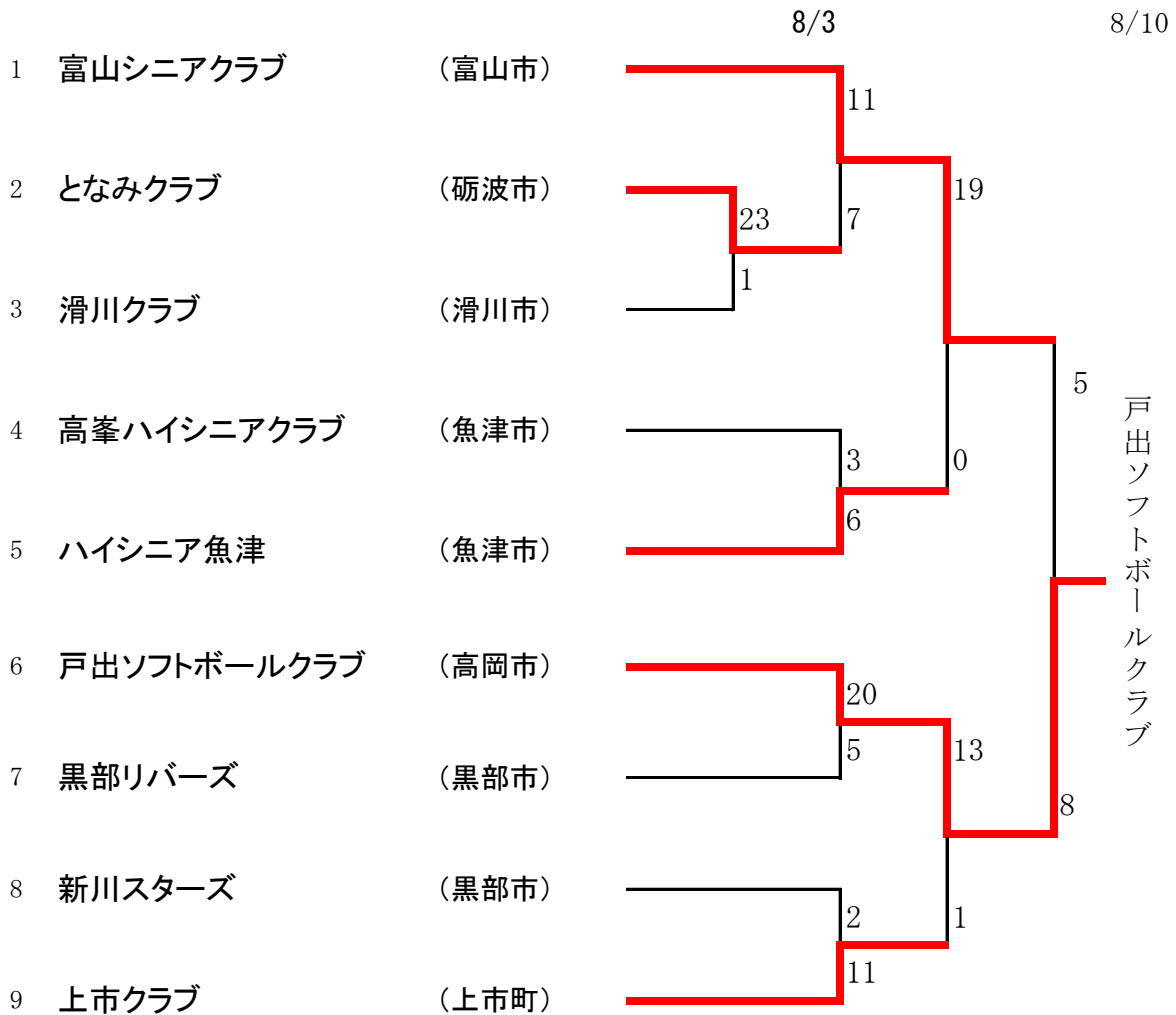 8/3 8/10
1 富山シニアクラブ （富山市）
11
2 となみクラブ （砺波市） 19
23 7
1
3 滑川クラブ （滑川市）
5
4 高峯ハイシニアクラブ （魚津市）
3 0
6
5 ハイシニア魚津 （魚津市）
戸出ソフトボールクラブ
6 戸出ソフトボールクラブ （高岡市）
20
5 13
7 黒部リバーズ （黒部市）
8
8 新川スターズ （黒部市）
2 1
11
9 上市クラブ （上市町）